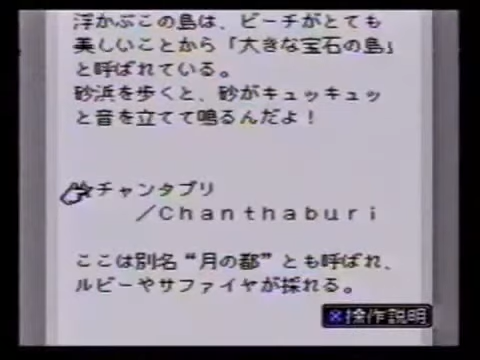 浮かぶこの島は、ビーチがとても
美しいことから「大きな宝石の島」
と呼ばれている。
砂浜を歩くと、砂がキュッキュッ
と音を立てて鳴るんだよ！
☆チャンタブリ
／Ｃｈａｎｔｈａｂｕｒｉ
ここは別名“月の都”とも呼ばれ、
ルビーやサファイヤが採れる。
※操作説明